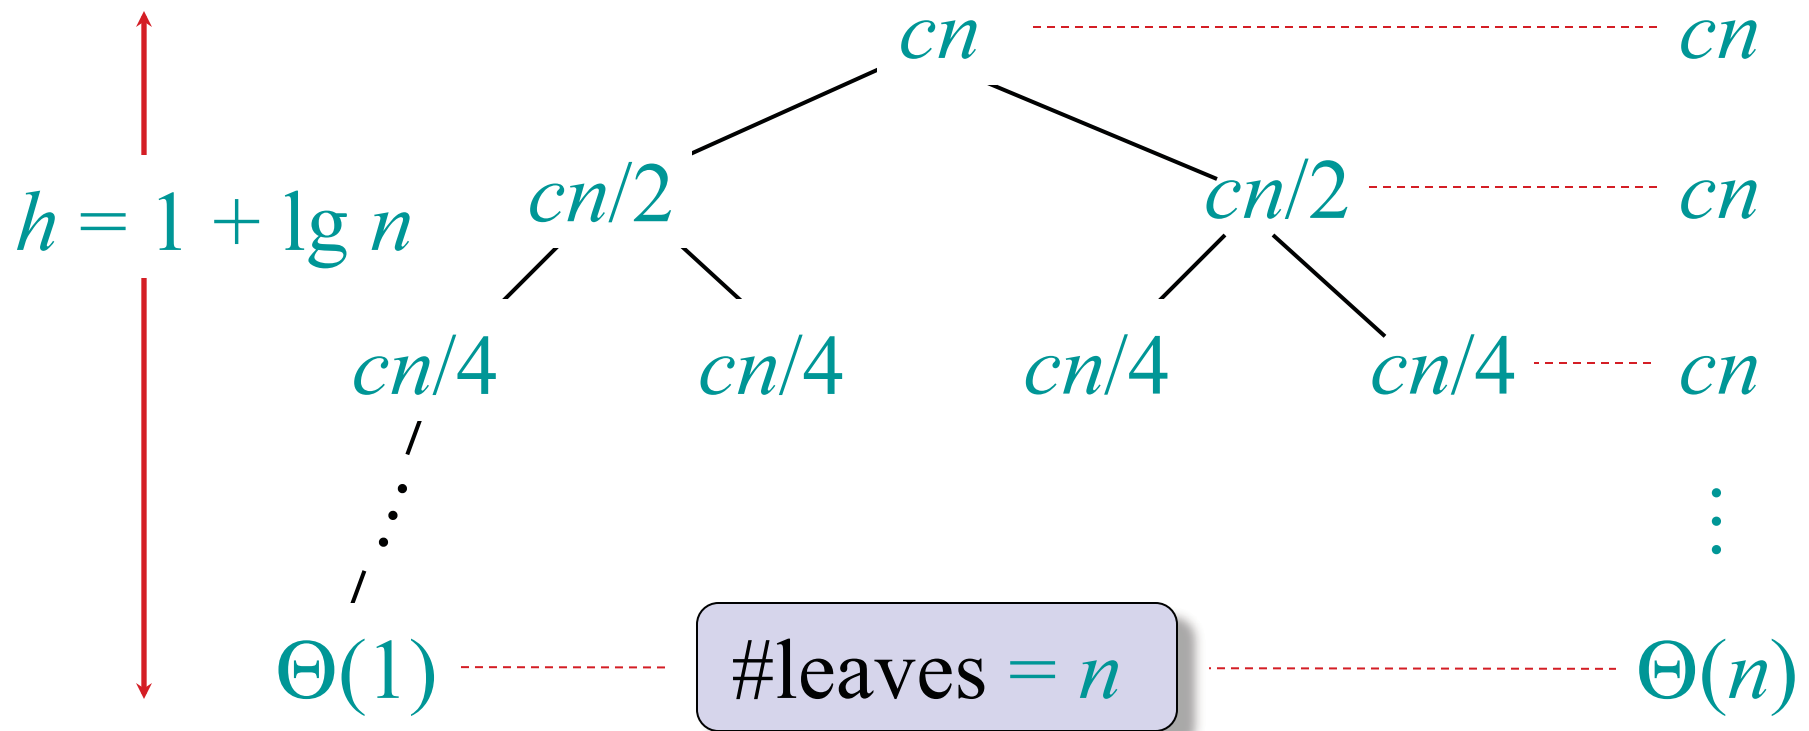 cn cn
h = 1 + lg n cn/2 cn/2 cn
cn/4 cn/4 cn/4 cn/4 cn
Θ(1) #leaves = n Θ(n)